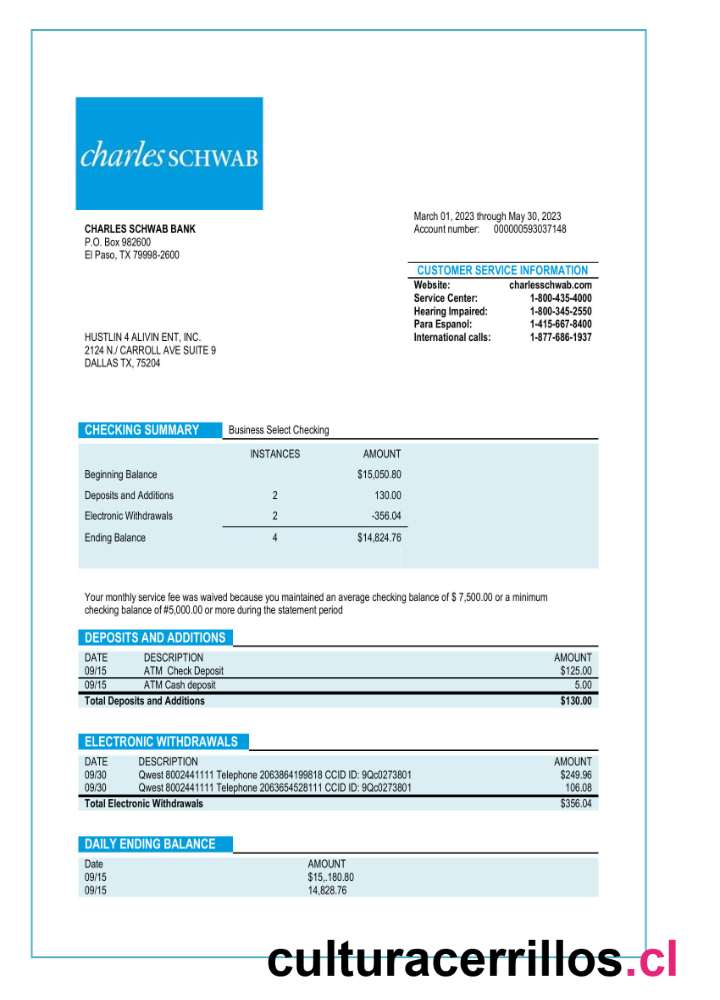 charles SCHWAB
March 01, 2023 through May 30, 2023
CHARLES SCHWAB BANK
Account number: 000000593037148
P.O. Box 982600
El Paso, TX 79998-2600
CUSTOMER SERVICE INFORMATION
Website: charlesschwab.com
Service Center: 1-800-435-4000
Hearing Impaired: 1-800-345-2550
Para Espanol: 1-415-667-8400
International calls: 1-877-686-1937
HUSTLIN 4 ALIVIN ENT, INC.
2124 N./ CARROLL AVE SUITE 9
DALLAS TX, 75204
CHECKING SUMMARY Business Select Checking
INSTANCES AMOUNT
Beginning Balance $15,050.80
Deposits and Additions 2 130.00
Electronic Withdrawals 2 -356.04
Ending Balance 4 $14,824.76
Your monthly service fee was waived because you maintained an average checking balance of $ 7,500.00 or a minimum
checking balance of #5,000.00 or more during the statement period
DEPOSITS AND ADDITIONS
DATE DESCRIPTION AMOUNT
09/15 ATM Check Deposit $125.00
09/15 ATM Cash deposit 5.00
Total Deposits and Additions $130.00
ELECTRONIC WITHDRAWALS
DATE DESCRIPTION AMOUNT
09/30 Qwest 8002441111 Telephone 2063864199818 CCID ID: 9Qc0273801 $249.96
09/30 Qwest 8002441111 Telephone 2063654528111 CCID ID: 9Qc0273801 106.08
Total Electronic Withdrawals $356.04
DAILY ENDING BALANCE
Date AMOUNT
09/15 $15,.180.80
09/15 14,828.76
culturacerrillos.cl